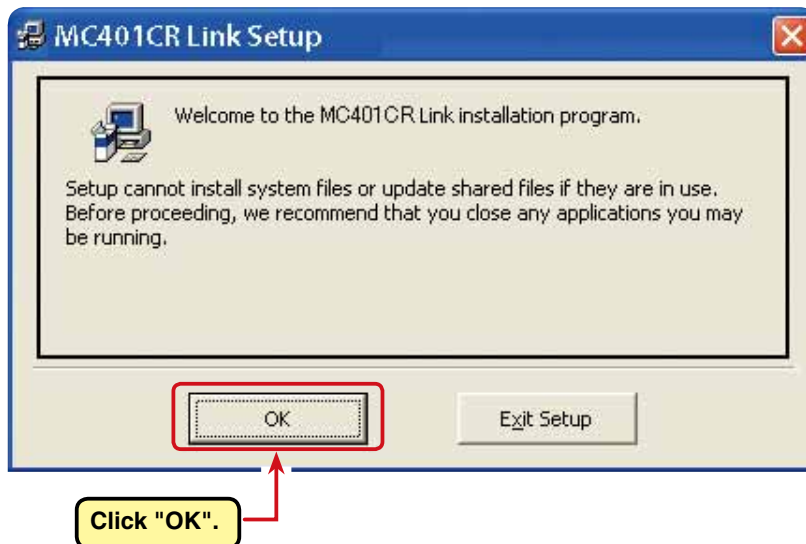 MC401CR Link Setup
Welcome to the MC401CR Link installation program.
Setup cannot install system files or update shared files if they are in use.
Before proceeding, we recommend that you close any applications you may
be running.
OK
Exit Setup
Click "OK".